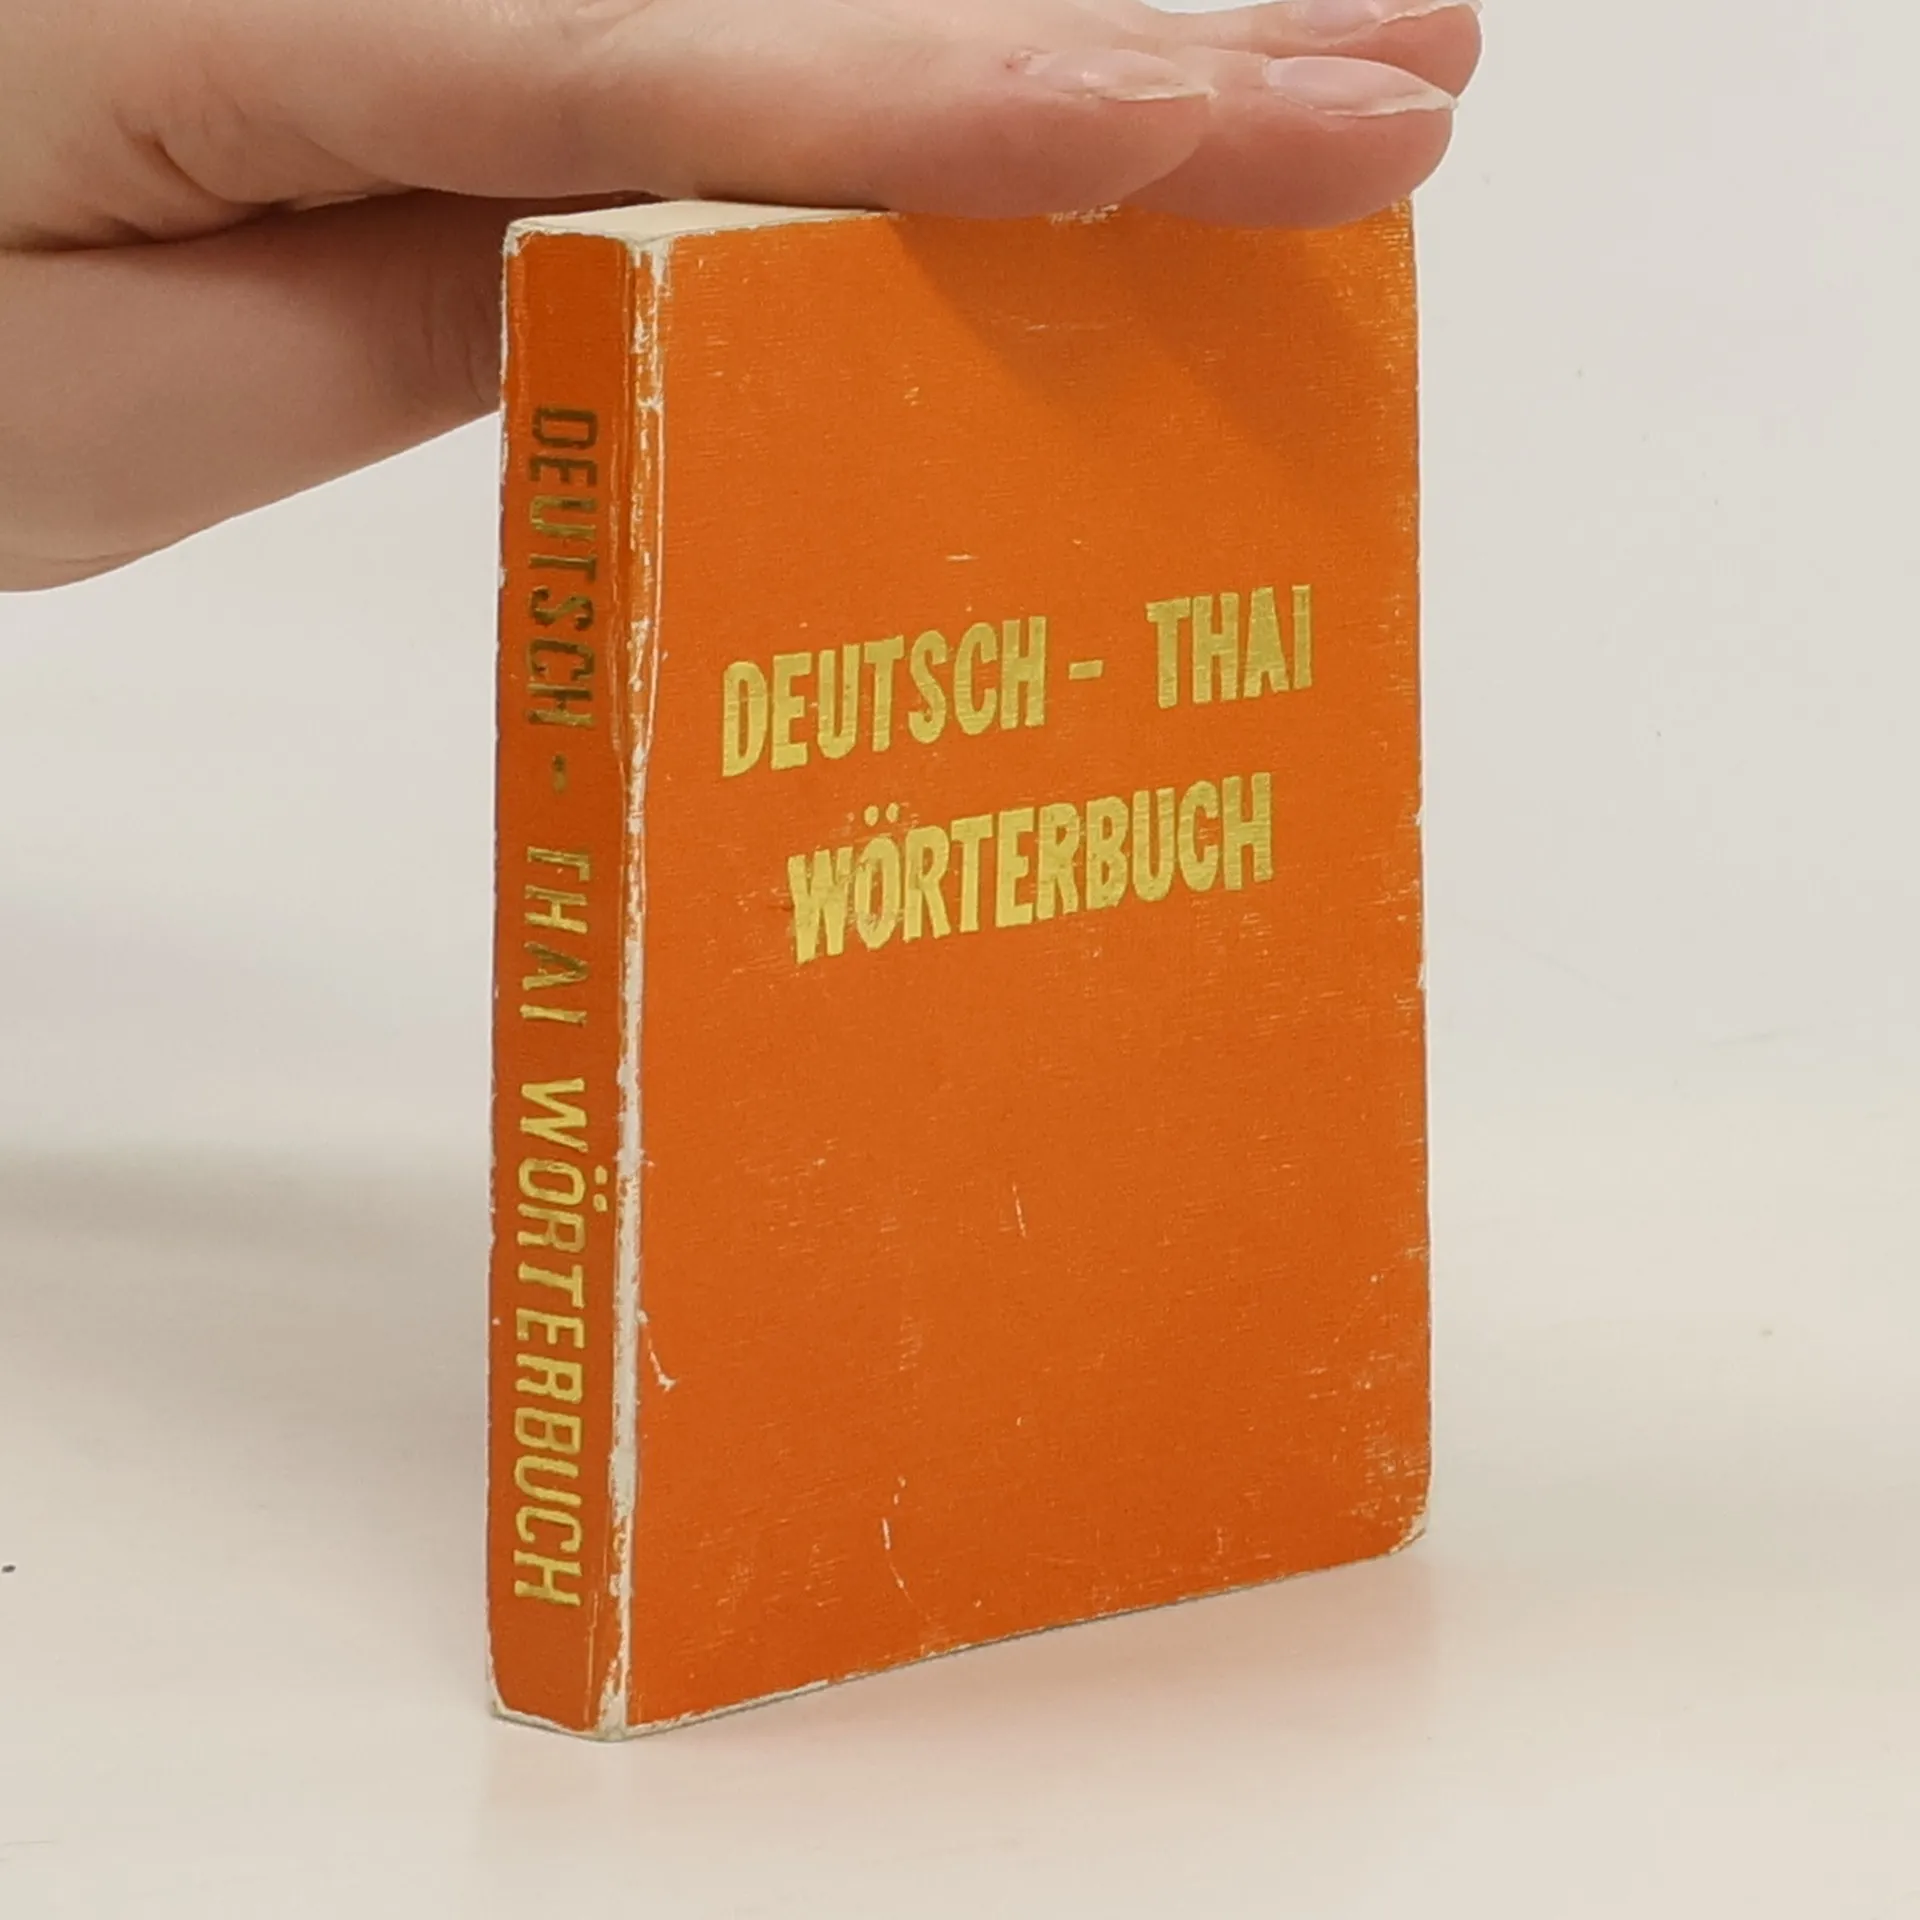 DEUTSCH - THAI WÖRTERBUCH
DEUTSCH - THAI
WÖRTERBUCH